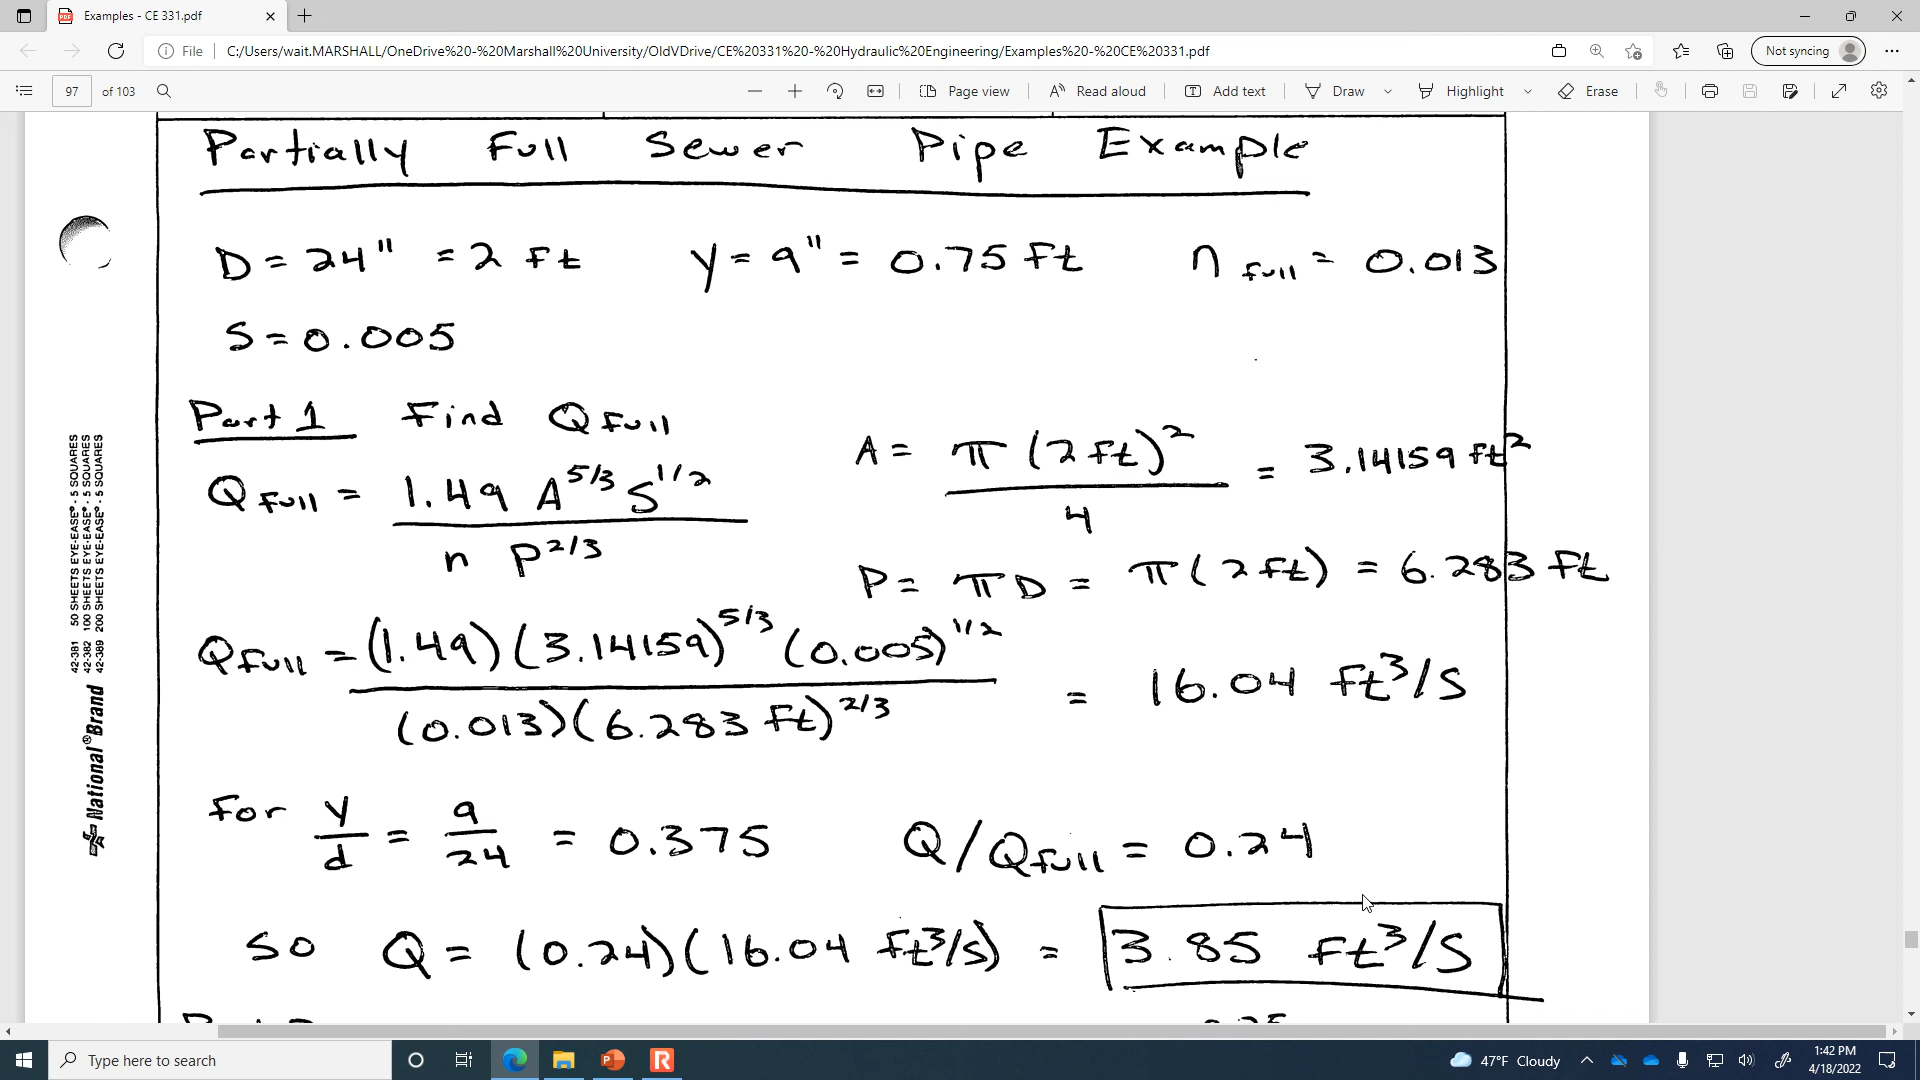 Examples - CE 331.pdf
File C:/Users/wait.MARSHALL/OneDrive%20-%20Marshall%20University/OldVDrive/CE%20331%20-%20Hydraulic%20Engineering/Examples%20-%20CE%20331.pdf Not syncing
97 of 103 Page view Read aloud Add text Draw Highlight Erase
Partially Full Sewer Pipe Example
D = 24" = 2 ft y = 9" = 0.75 ft n full = 0.013
S = 0.005
Part 1 Find Q full
Q full = 1.49 A^5/3 S^1/2 / n P^2/3
A = π (2 ft)^2 / 4 = 3.14159 ft^2
P = π D = π (2 ft) = 6.283 ft
Q full = (1.49) (3.14159)^5/3 (0.005)^1/2 / (0.013)(6.283 ft)^2/3 = 16.04 ft^3/s
For y/d = 9/24 = 0.375 Q/Q full = 0.24
So Q = (0.24)(16.04 ft^3/s) = 3.85 ft^3/s
42-381 50 SHEETS EYE-EASE® - 5 SQUARES
42-382 100 SHEETS EYE-EASE® - 5 SQUARES
42-389 200 SHEETS EYE-EASE® - 5 SQUARES
National® Brand
Type here to search
47°F Cloudy
1:42 PM
4/18/2022